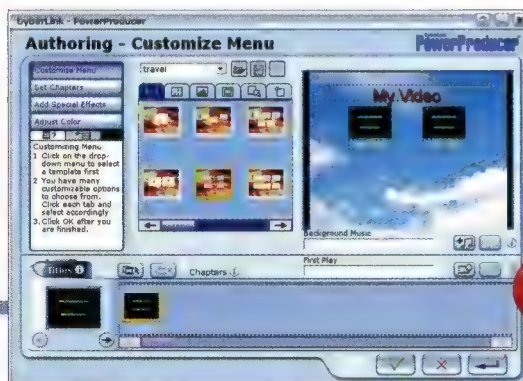 CyberLink - PowerProducer
Authoring - Customize Menu
PowerProducer
Customize Menu
Set Chapters
Add Special Effects
Adjust Color
travel
Customizing Menu
1 Click on the drop-
down menu to select
a template first
2 You have many
customizable options
to choose from.
Click each tab and
select accordingly
3. Click OK after you
are finished.
My Video
Background Music
First Play
Titles
Chapters